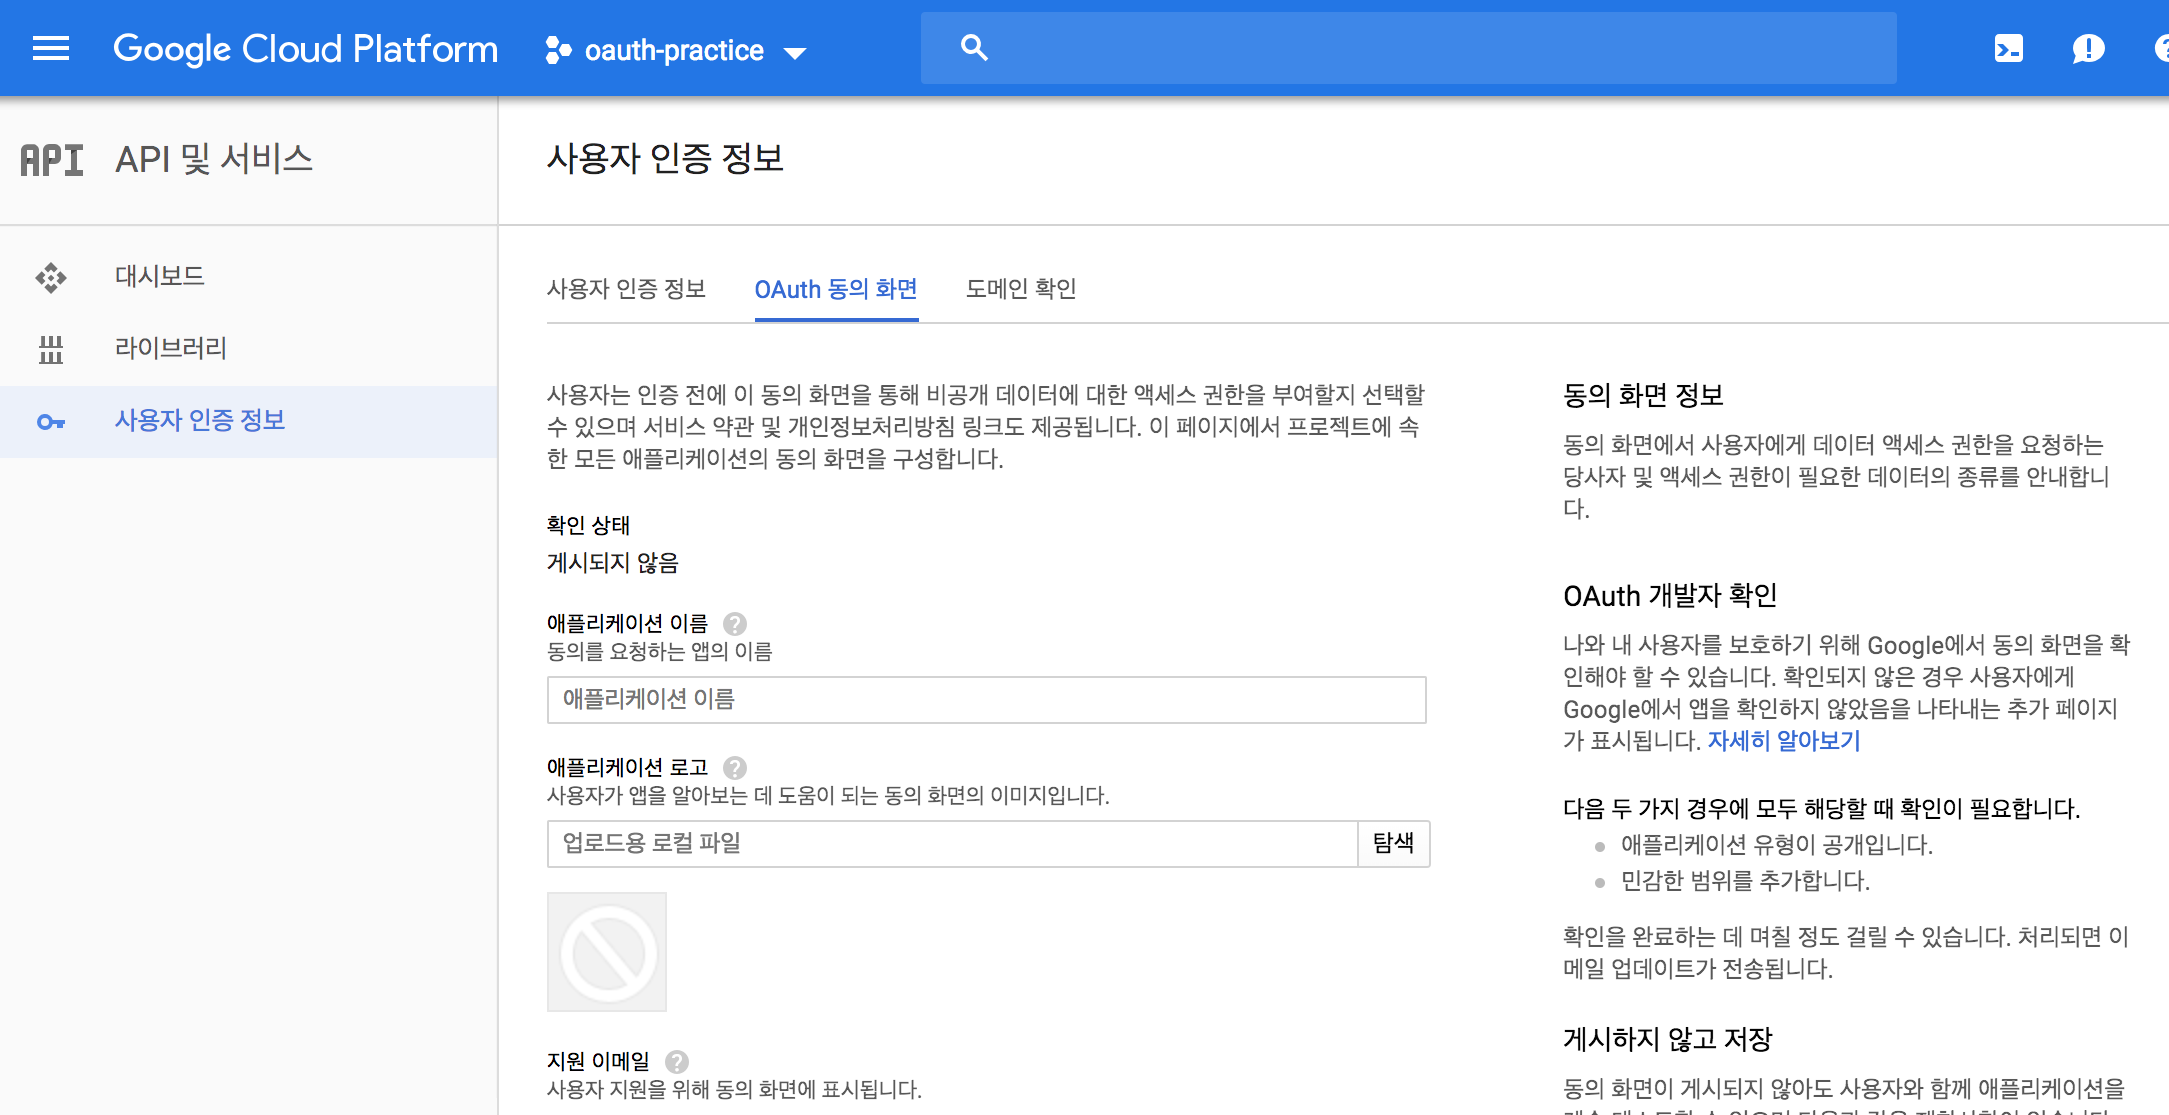 Google Cloud Platform
oauth-practice
API
API 및 서비스
사용자 인증 정보
대시보드
라이브러리
사용자 인증 정보
사용자 인증 정보
OAuth 동의 화면
도메인 확인
사용자는 인증 전에 이 동의 화면을 통해 비공개 데이터에 대한 액세스 권한을 부여할지 선택할
수 있으며 서비스 약관 및 개인정보처리방침 링크도 제공됩니다. 이 페이지에서 프로젝트에 속
한 모든 애플리케이션의 동의 화면을 구성합니다.
확인 상태
게시되지 않음
애플리케이션 이름 ?
동의를 요청하는 앱의 이름
애플리케이션 이름
애플리케이션 로고 ?
사용자가 앱을 알아보는 데 도움이 되는 동의 화면의 이미지입니다.
업로드용 로컬 파일
탐색
지원 이메일 ?
사용자 지원을 위해 동의 화면에 표시됩니다.
동의 화면 정보
동의 화면에서 사용자에게 데이터 액세스 권한을 요청하는
당사자 및 액세스 권한이 필요한 데이터의 종류를 안내합니
다.
OAuth 개발자 확인
나와 내 사용자를 보호하기 위해 Google에서 동의 화면을 확
인해야 할 수 있습니다. 확인되지 않은 경우 사용자에게
Google에서 앱을 확인하지 않았음을 나타내는 추가 페이지
가 표시됩니다. 자세히 알아보기
다음 두 가지 경우에 모두 해당할 때 확인이 필요합니다.
애플리케이션 유형이 공개입니다.
민감한 범위를 추가합니다.
확인을 완료하는 데 며칠 정도 걸릴 수 있습니다. 처리되면 이
메일 업데이트가 전송됩니다.
게시하지 않고 저장
동의 화면이 게시되지 않아도 사용자와 함께 애플리케이션을